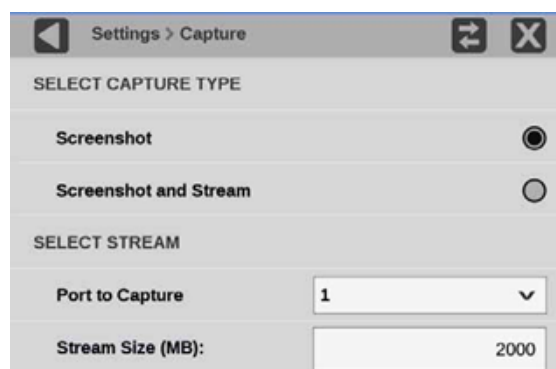 Settings > Capture
SELECT CAPTURE TYPE
Screenshot
Screenshot and Stream
SELECT STREAM
Port to Capture 1
Stream Size (MB): 2000